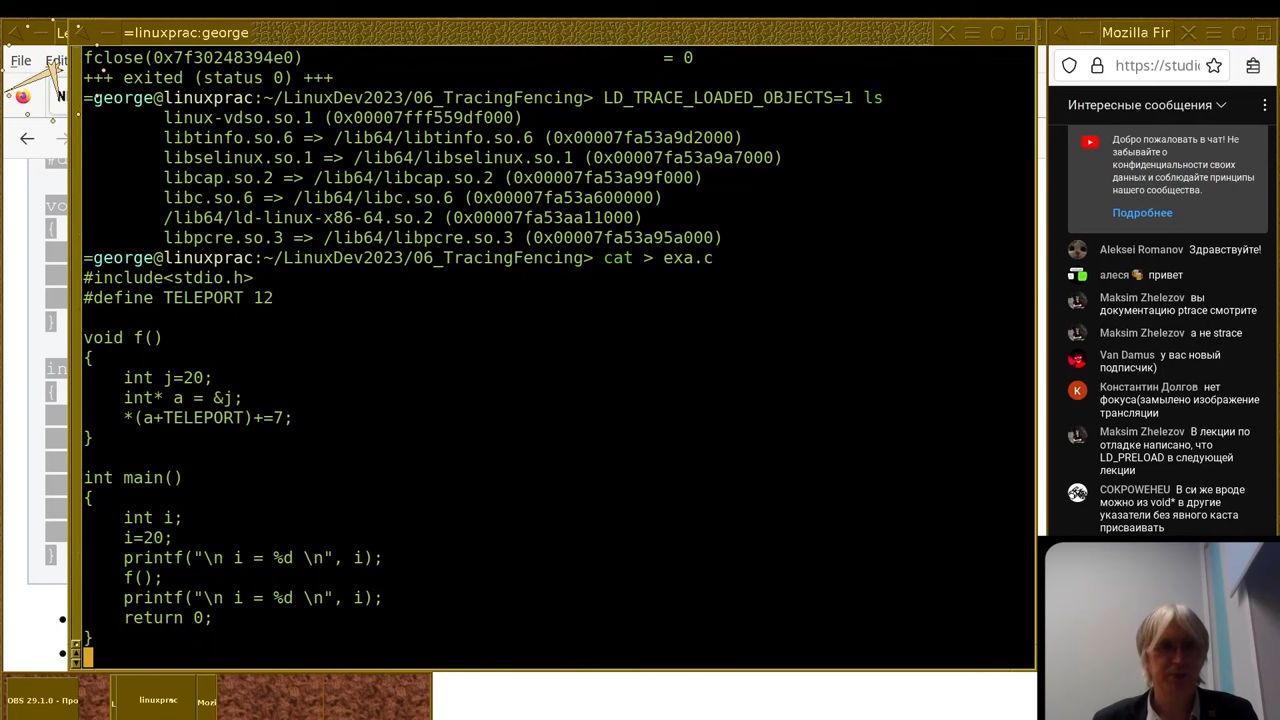 =linuxprac:george
fclose(0x7f30248394e0)                                    = 0
+++ exited (status 0) +++
=george@linuxprac:~/LinuxDev2023/06_TracingFencing> LD_TRACE_LOADED_OBJECTS=1 ls
linux-vdso.so.1 (0x00007fff559df000)
libtinfo.so.6 => /lib64/libtinfo.so.6 (0x00007fa53a9d2000)
libselinux.so.1 => /lib64/libselinux.so.1 (0x00007fa53a9a7000)
libcap.so.2 => /lib64/libcap.so.2 (0x00007fa53a99f000)
libc.so.6 => /lib64/libc.so.6 (0x00007fa53a600000)
/lib64/ld-linux-x86-64.so.2 (0x00007fa53aa11000)
libpcre.so.3 => /lib64/libpcre.so.3 (0x00007fa53a95a000)
=george@linuxprac:~/LinuxDev2023/06_TracingFencing> cat > exa.c
#include<stdio.h>
#define TELEPORT 12
void f()
{
    int j=20;
    int* a = &j;
    *(a+TELEPORT)+=7;
}
int main()
{
    int i;
    i=20;
    printf("\n i = %d \n", i);
    f();
    printf("\n i = %d \n", i);
    return 0;
}
File Edit
Mozilla Fir
https://studi
Интересные сообщения
Добро пожаловать в чат! Не
забывайте о
конфиденциальности своих
данных и соблюдайте принципы
нашего сообщества.
Подробнее
Aleksei Romanov Здравствуйте!
алеся привет
Maksim Zhelezov вы
документацию ptrace смотрите
Maksim Zhelezov а не strace
Van Damus у вас новый
подписчик)
Константин Долгов нет
фокуса(замылено изображение
трансляции
Maksim Zhelezov В лекции по
отладке написано, что
LD_PRELOAD в следующей
лекции
COKPOWEHEU В си же вроде
можно из void* в другие
указатели без явного каста
присваивать
OBS 29.1.0 - Про
L
linuxprac
Mozi